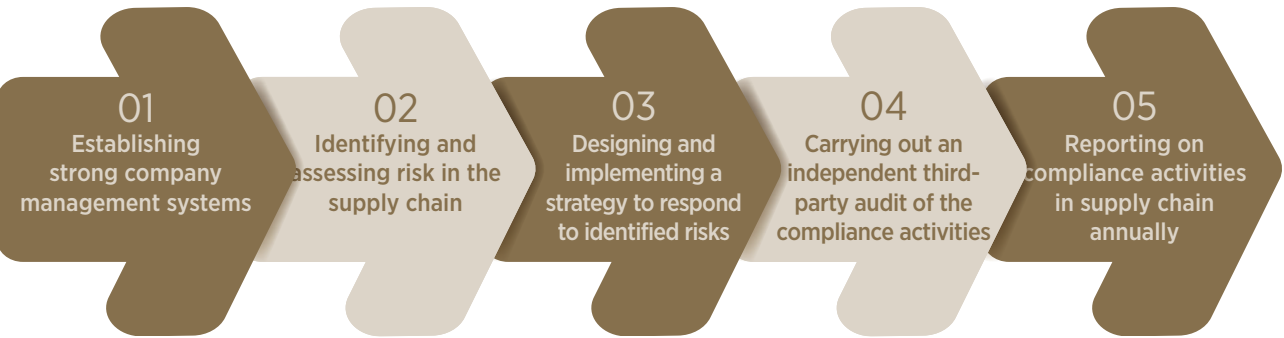 01
Establishing
strong company
management systems
02
Identifying and
assessing risk in the
supply chain
03
Designing and
implementing a
strategy to respond
to identified risks
04
Carrying out an
independent third-
party audit of the
compliance activities
05
Reporting on
compliance activities
in supply chain
annually